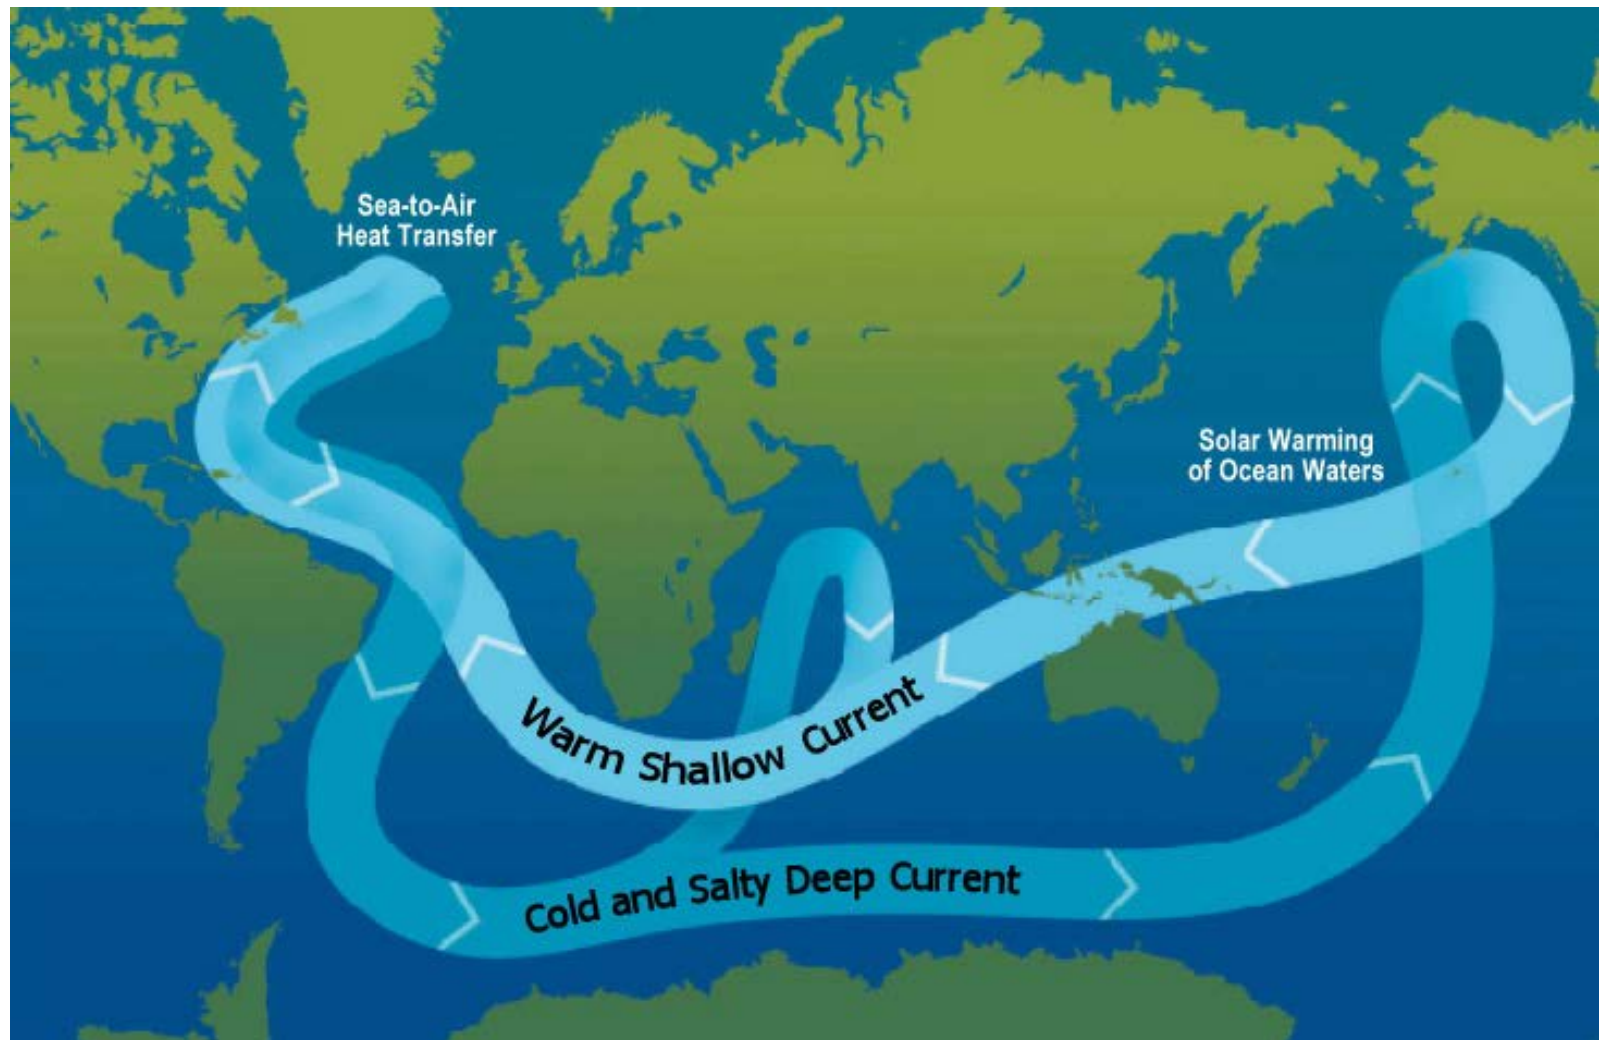 Sea-to-Air
Heat Transfer
Solar Warming
of Ocean Waters
Warm Shallow Current
Cold and Salty Deep Current